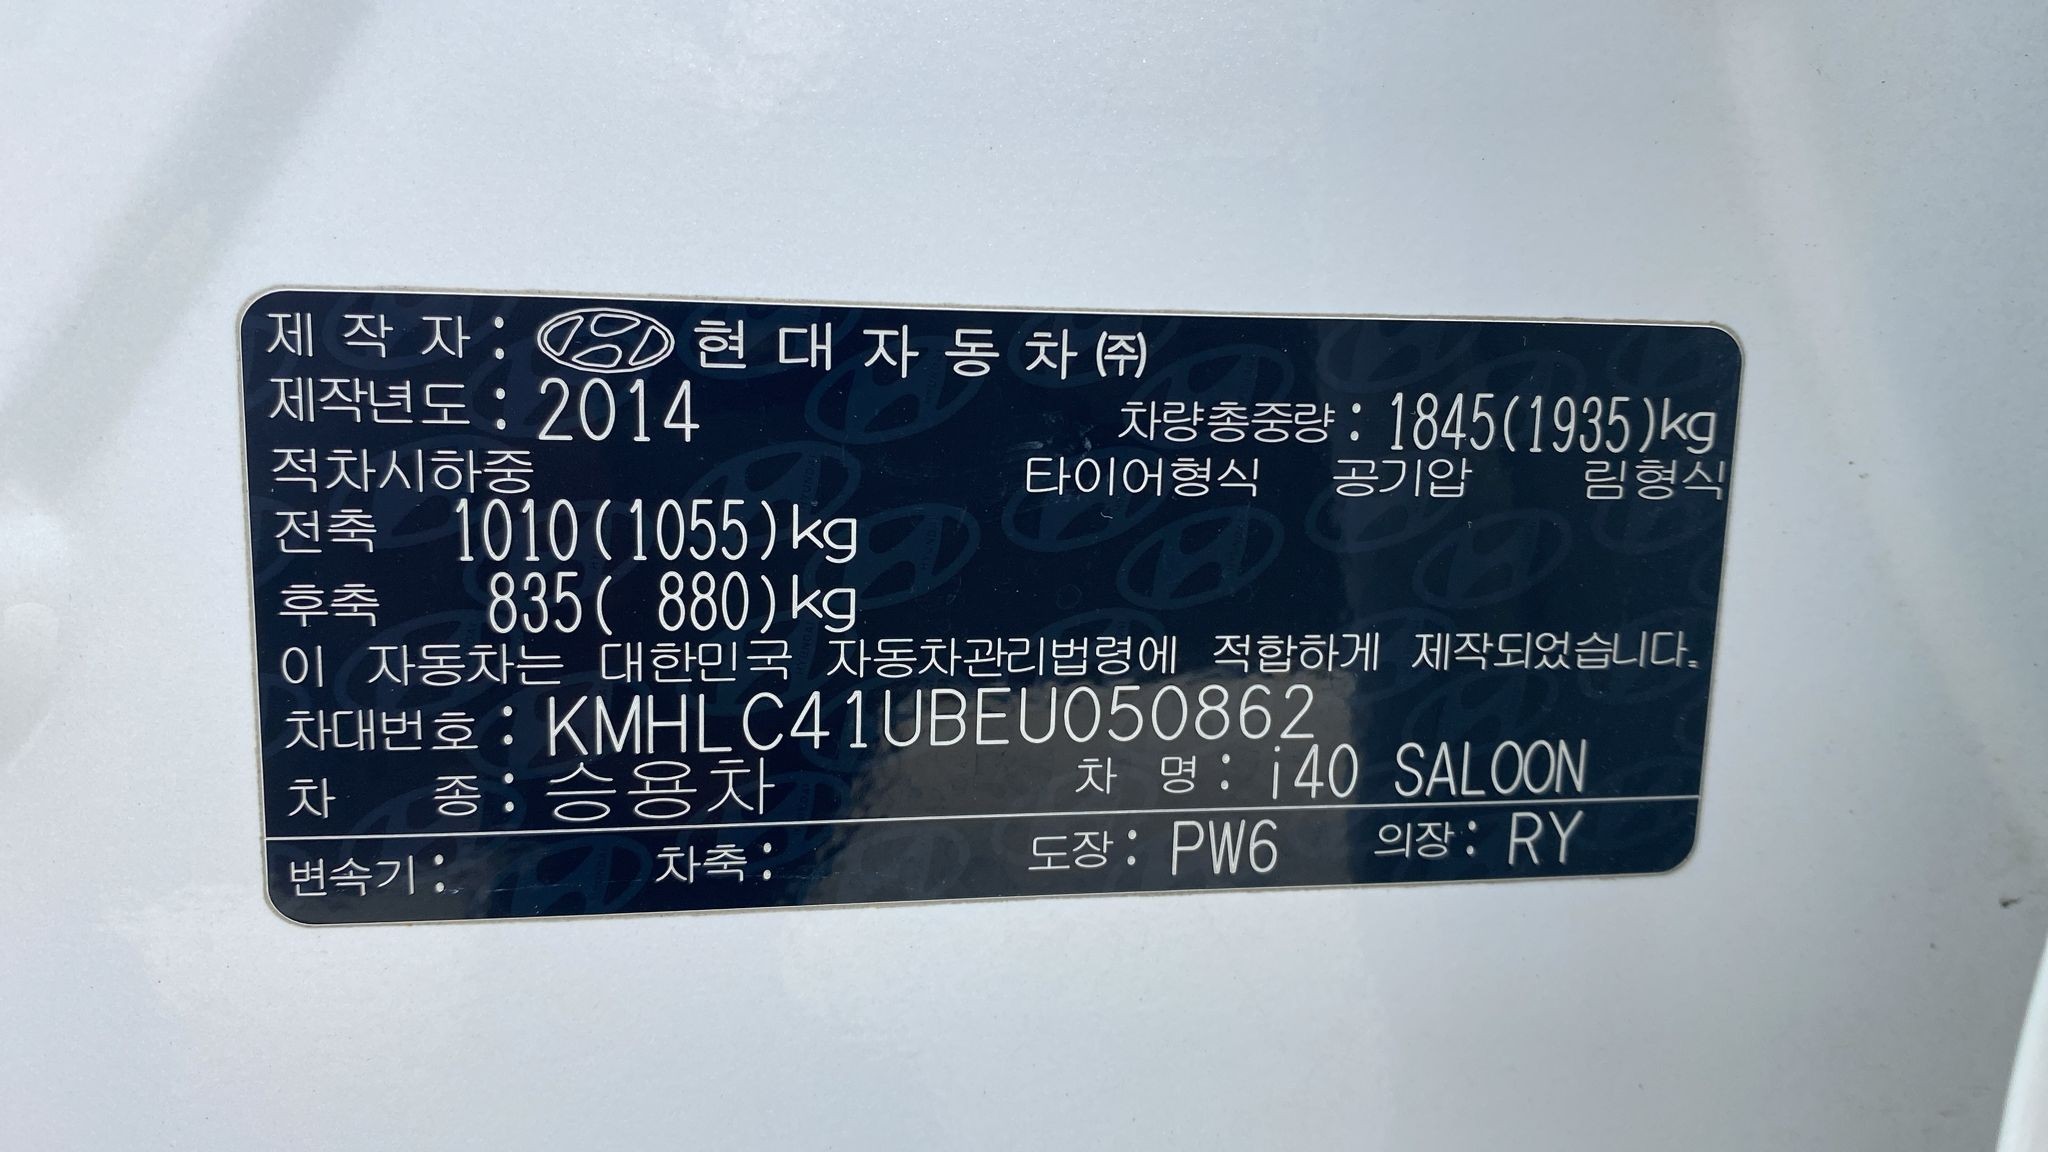 제 작 자 : 현 대 자 동 차 ㈜
제작년도 : 2014
차량총중량 : 1845(1935)kg
적차시하중
타이어형식 공기압 림형식
전축 1010(1055)kg
후축 835( 880)kg
이 자동차는 대한민국 자동차관리법령에 적합하게 제작되었습니다.
차대번호 : KMHLC41UBEU050862
차 종 : 승용차 차 명 : i40 SALOON
변속기 : 차축 : 도장 : PW6 의장 : RY